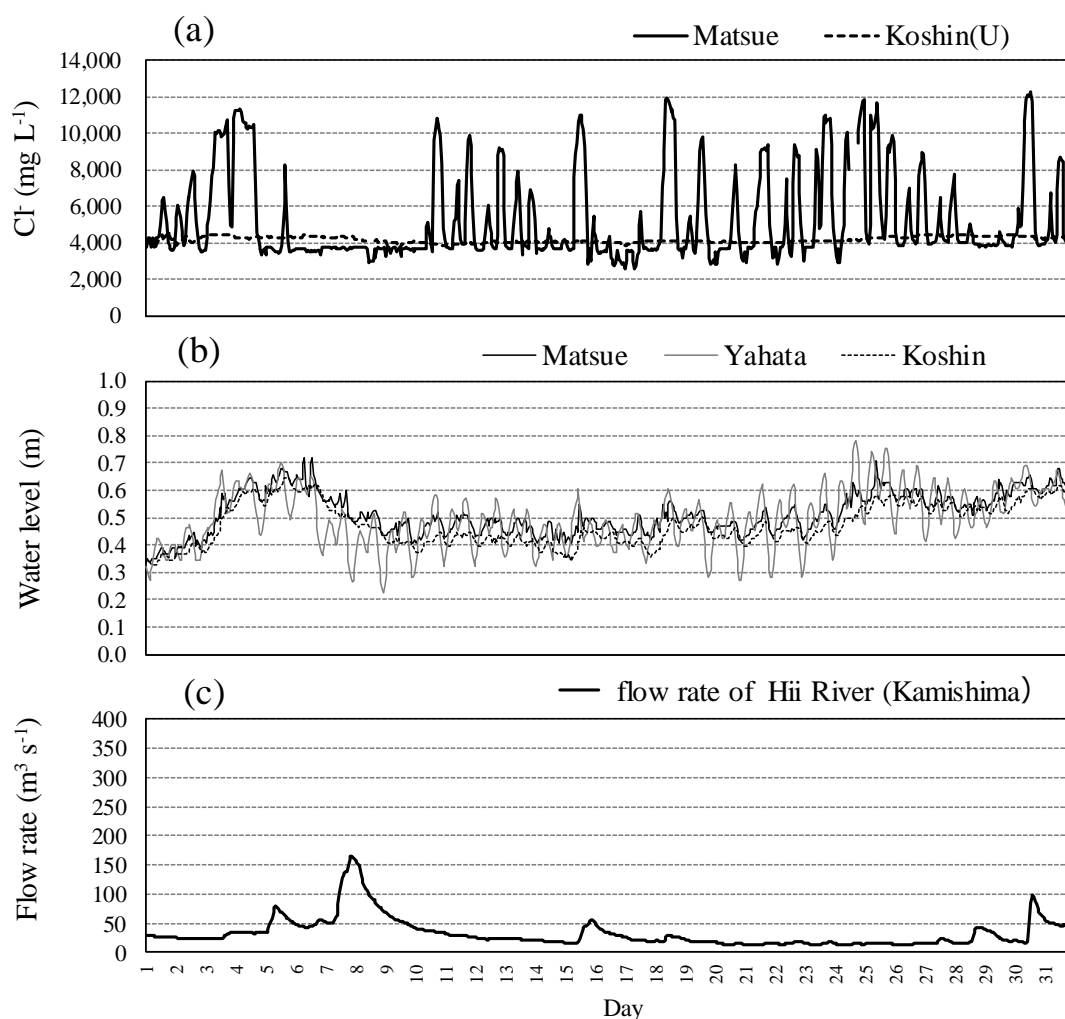 (a)
Matsue Koshin(U)
14,000
12,000
10,000
8,000
6,000
4,000
2,000
0
Cl⁻ (mg L⁻¹)
(b)
Matsue Yahata Koshin
1.0
0.9
0.8
0.7
0.6
0.5
0.4
0.3
0.2
0.1
0.0
Water level (m)
(c)
flow rate of Hii River (Kamishima）
400
350
300
250
200
150
100
50
0
Flow rate (m³ s⁻¹)
1 2 3 4 5 6 7 8 9 10 11 12 13 14 15 16 17 18 19 20 21 22 23 24 25 26 27 28 29 30 31
Day